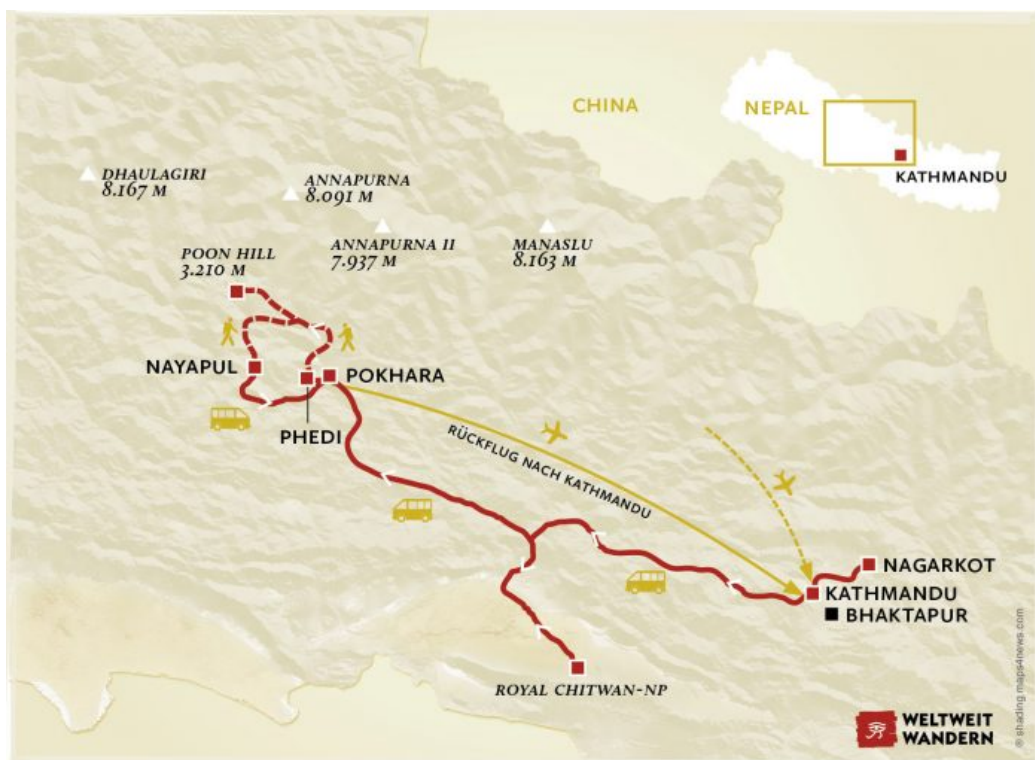 CHINA
NEPAL
KATHMANDU
DHAULAGIRI
8.167 M
ANNAPURNA
8.091 M
ANNAPURNA II
7.937 M
MANASLU
8.163 M
POON HILL
3.210 M
NAYAPUL
POKHARA
PHEDI
RÜCKFLUG NACH KATHMANDU
NAGARKOT
KATHMANDU
BHAKTAPUR
ROYAL CHITWAN-NP
WELTWEIT
WANDERN
© shading.maps4news.com